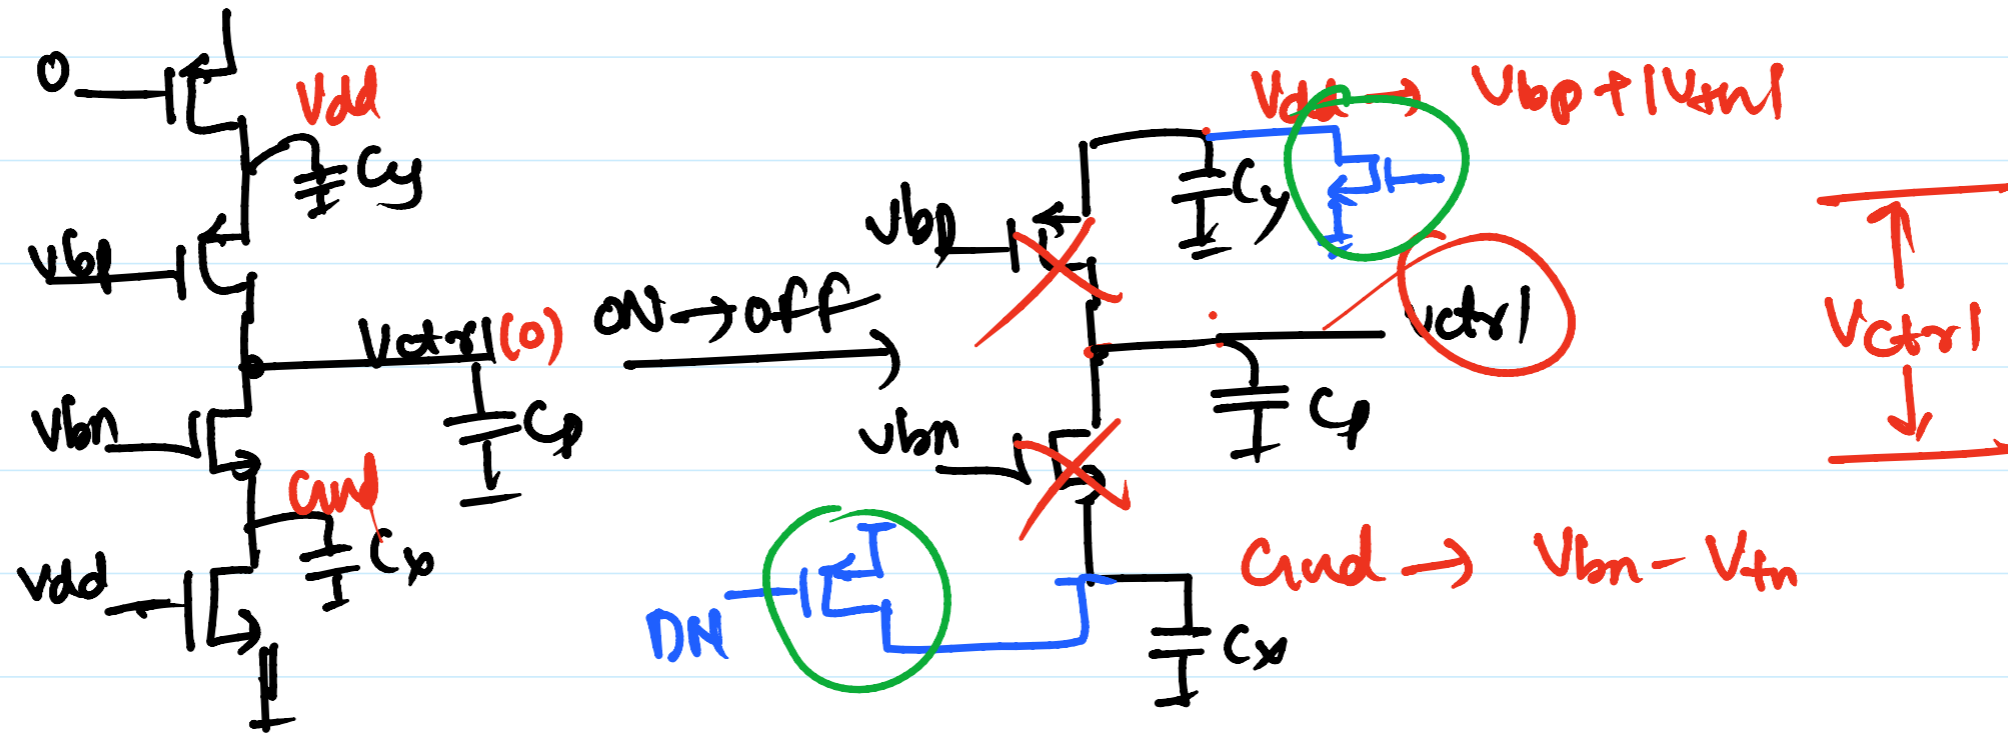 0
Vdd
Cy
Vbp
Vctrl (0)
Cp
Vbn
Gnd
Cx
Vdd
ON → off
Vdd → Vbp + |Vtn|
Cy
Vbp
Vctrl
Cp
Vbn
DN
Gnd → Vbn - Vtn
Cx
Vctrl